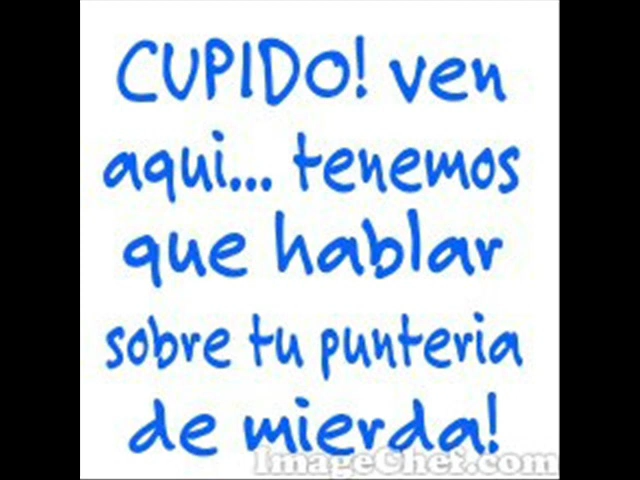 CUPIDO! ven
aqui... tenemos
que hablar
sobre tu punteria
de mierda!
ImageChef.com